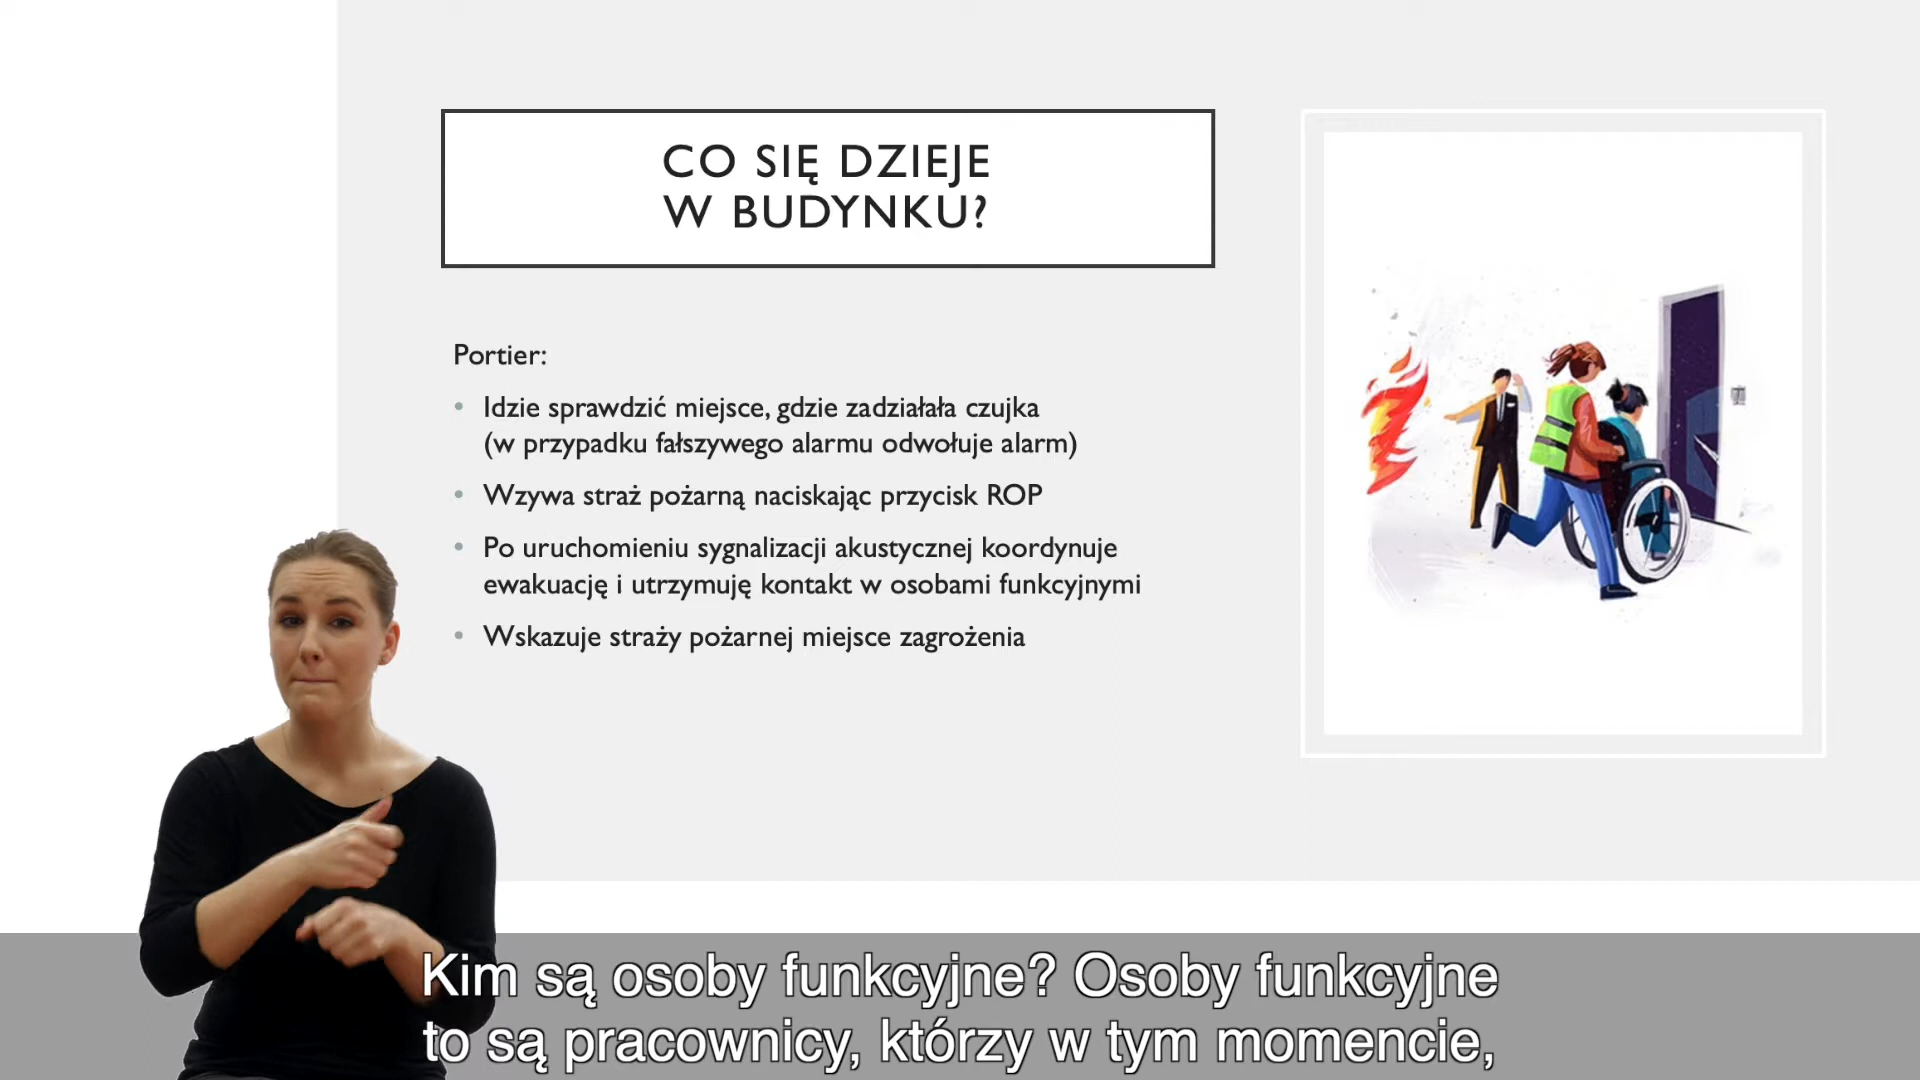 CO SIĘ DZIEJE
W BUDYNKU?
Portier:
• Idzie sprawdzić miejsce, gdzie zadziałała czujka
(w przypadku fałszywego alarmu odwołuje alarm)
• Wzywa straż pożarną naciskając przycisk ROP
• Po uruchomieniu sygnalizacji akustycznej koordynuje
ewakuację i utrzymuję kontakt w osobami funkcyjnymi
• Wskazuje straży pożarnej miejsce zagrożenia
Kim są osoby funkcyjne? Osoby funkcyjne
to są pracownicy, którzy w tym momencie,